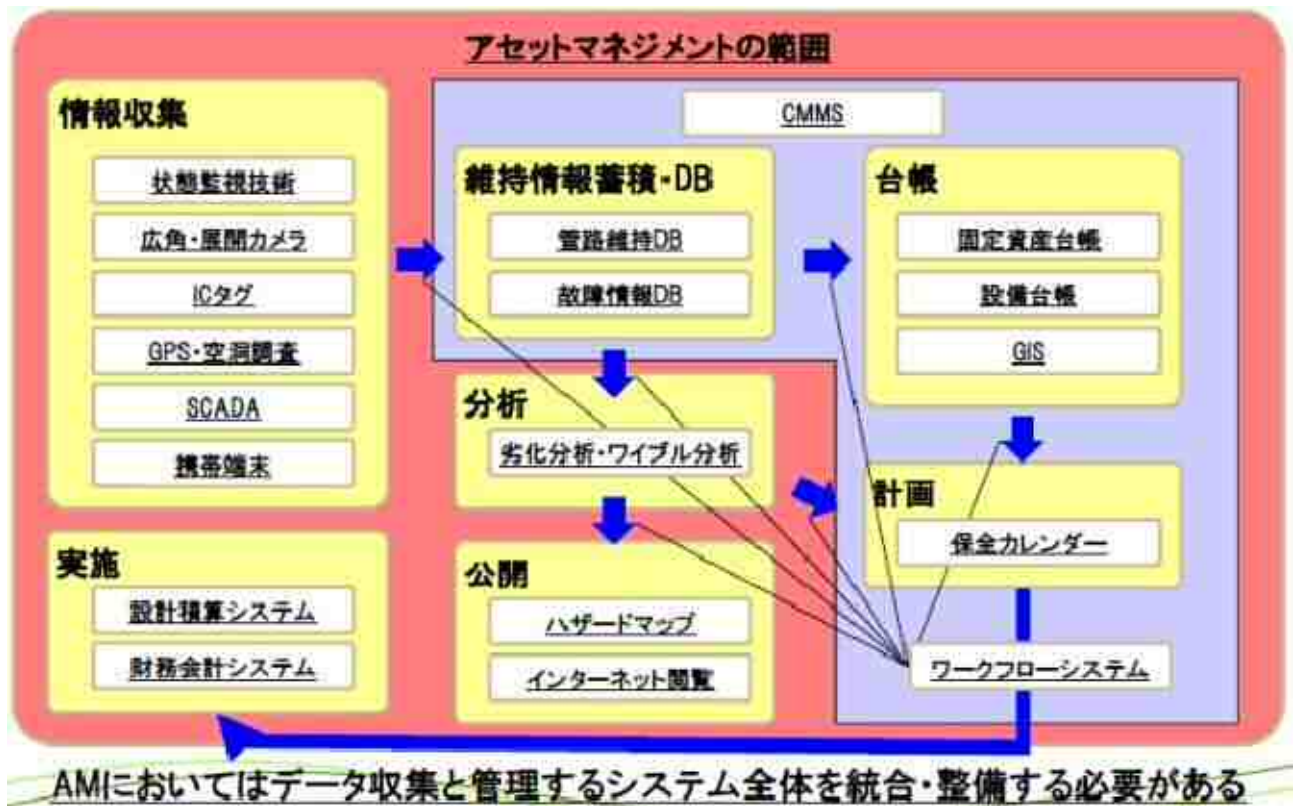 アセットマネジメントの範囲
情報収集
状態監視技術
広角・展開カメラ
ICタグ
GPS・空洞調査
SCADA
携帯端末
実施
設計積算システム
財務会計システム
CMMS
維持情報蓄積・DB
管路維持DB
故障情報DB
分析
劣化分析・ワイブル分析
公開
ハザードマップ
インターネット閲覧
台帳
固定資産台帳
設備台帳
GIS
計画
保全カレンダー
ワークフローシステム
AMにおいてはデータ収集と管理するシステム全体を統合・整備する必要がある